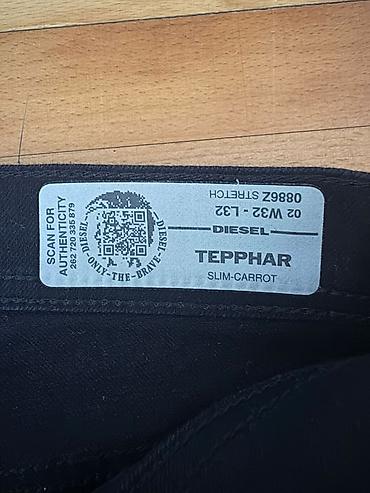 SCAN FOR
AUTHENTICITY
262 720 335 879
DIESEL
ONLY-THE-BRAVE
DIESEL
0886Z STRETCH
02 W32 - L32
DIESEL
TEPPHAR
SLIM-CARROT